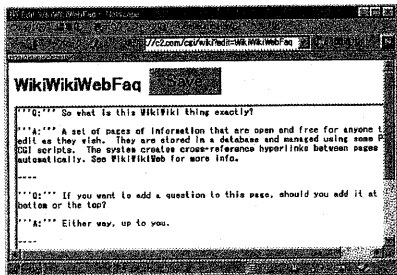 //c2.com/cgi/wiki?edit=WikiWikiWebFaq
WikiWikiWebFaq
'''Q:''' So what is this WikiWiki thing exactly?
'''A:''' A set of pages of information that are open and free for anyone t
edit as they wish. They are stored in a database and managed using some P
CGI scripts. The system creates cross-reference hyperlinks between pages
automatically. See WikiWikiWeb for more info.
----
'''Q:''' If you want to add a question to this page, should you add it at
bottom or the top?
'''A:''' Either way, up to you.
----